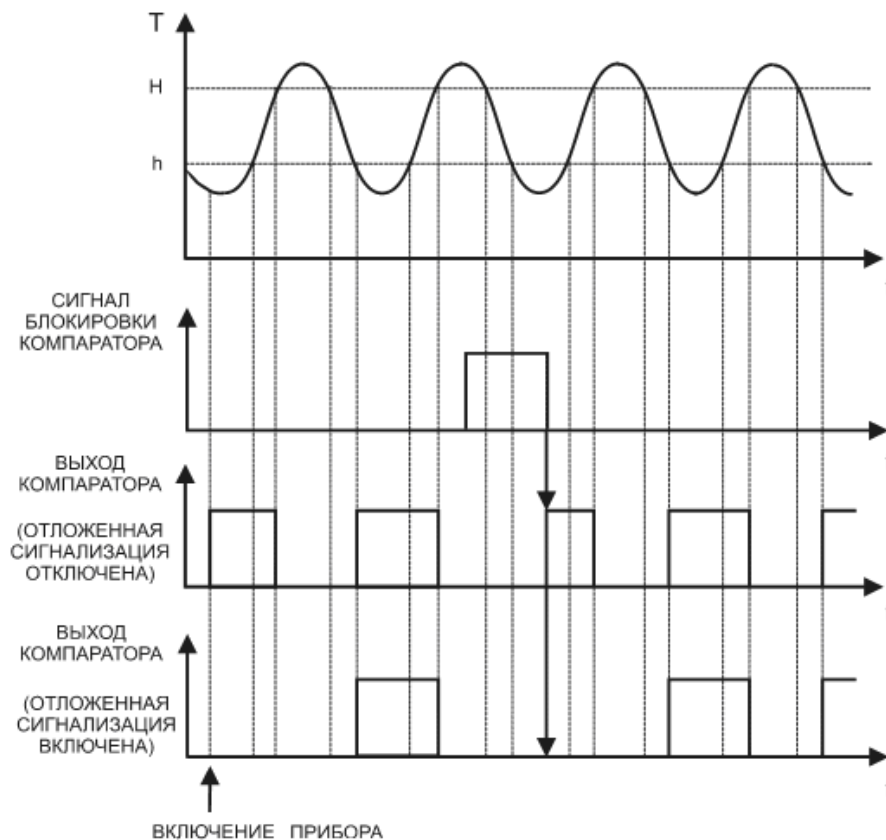 T
H
h
СИГНАЛ
БЛОКИРОВКИ
КОМПАРАТОРА
ВЫХОД
КОМПАРАТОРА
(ОТЛОЖЕННАЯ
СИГНАЛИЗАЦИЯ
ОТКЛЮЧЕНА)
ВЫХОД
КОМПАРАТОРА
(ОТЛОЖЕННАЯ
СИГНАЛИЗАЦИЯ
ВКЛЮЧЕНА)
ВКЛЮЧЕНИЕ ПРИБОРА